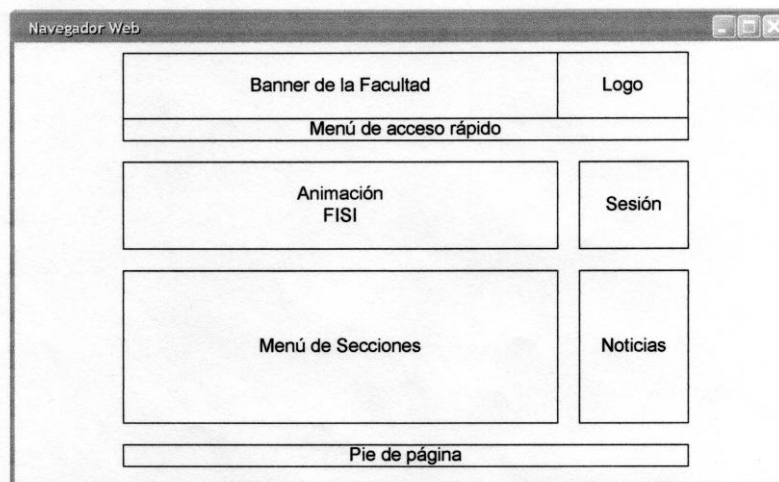 Navegador Web
Banner de la Facultad
Logo
Menú de acceso rápido
Animación
FISI
Sesión
Menú de Secciones
Noticias
Pie de página